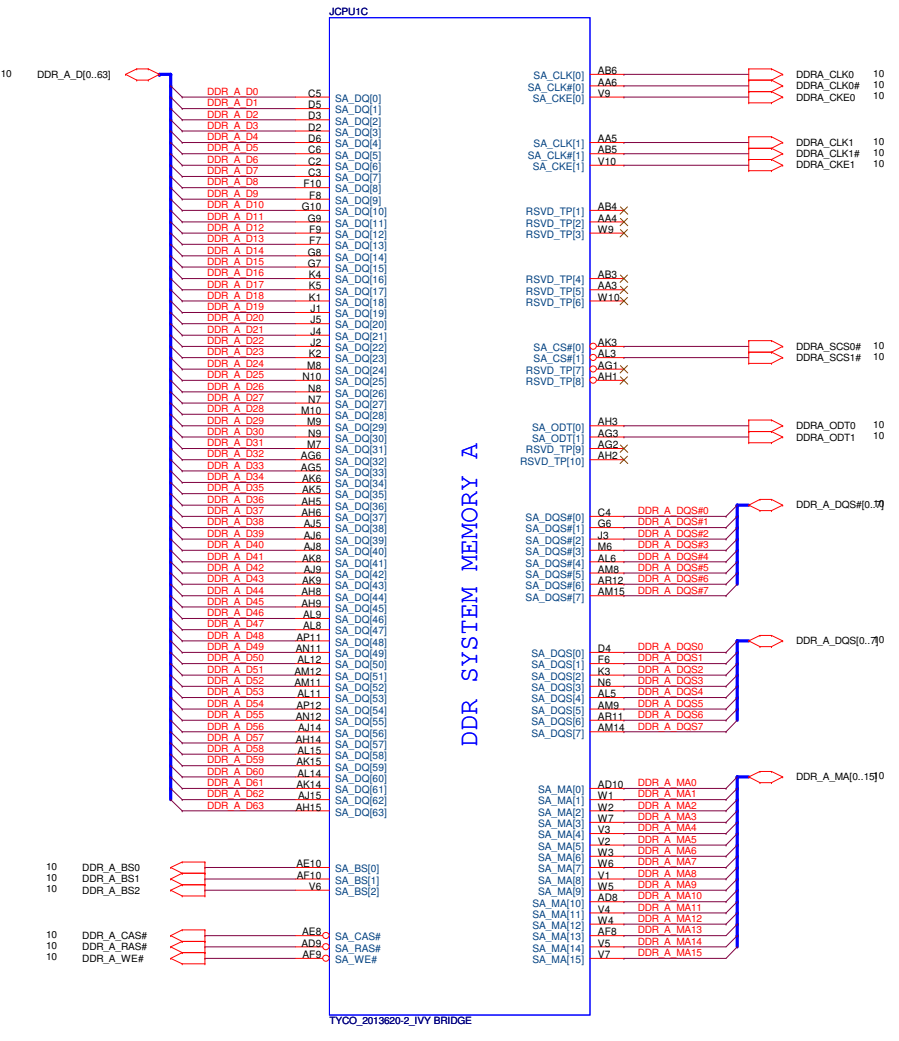 JCPU1C
10 DDR_A_D[0..63]
DDR_A_D0 C5 SA_DQ[0]
DDR_A_D1 D5 SA_DQ[1]
DDR_A_D2 D3 SA_DQ[2]
DDR_A_D3 D2 SA_DQ[3]
DDR_A_D4 D6 SA_DQ[4]
DDR_A_D5 C6 SA_DQ[5]
DDR_A_D6 C2 SA_DQ[6]
DDR_A_D7 C3 SA_DQ[7]
DDR_A_D8 F10 SA_DQ[8]
DDR_A_D9 F8 SA_DQ[9]
DDR_A_D10 G10 SA_DQ[10]
DDR_A_D11 G9 SA_DQ[11]
DDR_A_D12 F9 SA_DQ[12]
DDR_A_D13 F7 SA_DQ[13]
DDR_A_D14 G8 SA_DQ[14]
DDR_A_D15 G7 SA_DQ[15]
DDR_A_D16 K4 SA_DQ[16]
DDR_A_D17 K5 SA_DQ[17]
DDR_A_D18 K1 SA_DQ[18]
DDR_A_D19 J1 SA_DQ[19]
DDR_A_D20 J5 SA_DQ[20]
DDR_A_D21 J4 SA_DQ[21]
DDR_A_D22 J2 SA_DQ[22]
DDR_A_D23 K2 SA_DQ[23]
DDR_A_D24 M8 SA_DQ[24]
DDR_A_D25 N10 SA_DQ[25]
DDR_A_D26 N8 SA_DQ[26]
DDR_A_D27 N7 SA_DQ[27]
DDR_A_D28 M10 SA_DQ[28]
DDR_A_D29 M9 SA_DQ[29]
DDR_A_D30 N9 SA_DQ[30]
DDR_A_D31 M7 SA_DQ[31]
DDR_A_D32 AG6 SA_DQ[32]
DDR_A_D33 AG5 SA_DQ[33]
DDR_A_D34 AK6 SA_DQ[34]
DDR_A_D35 AK5 SA_DQ[35]
DDR_A_D36 AH5 SA_DQ[36]
DDR_A_D37 AH6 SA_DQ[37]
DDR_A_D38 AJ5 SA_DQ[38]
DDR_A_D39 AJ6 SA_DQ[39]
DDR_A_D40 AJ8 SA_DQ[40]
DDR_A_D41 AK8 SA_DQ[41]
DDR_A_D42 AJ9 SA_DQ[42]
DDR_A_D43 AK9 SA_DQ[43]
DDR_A_D44 AH8 SA_DQ[44]
DDR_A_D45 AH9 SA_DQ[45]
DDR_A_D46 AL9 SA_DQ[46]
DDR_A_D47 AL8 SA_DQ[47]
DDR_A_D48 AP11 SA_DQ[48]
DDR_A_D49 AN11 SA_DQ[49]
DDR_A_D50 AL12 SA_DQ[50]
DDR_A_D51 AM12 SA_DQ[51]
DDR_A_D52 AM11 SA_DQ[52]
DDR_A_D53 AL11 SA_DQ[53]
DDR_A_D54 AP12 SA_DQ[54]
DDR_A_D55 AN12 SA_DQ[55]
DDR_A_D56 AJ14 SA_DQ[56]
DDR_A_D57 AH14 SA_DQ[57]
DDR_A_D58 AL15 SA_DQ[58]
DDR_A_D59 AK15 SA_DQ[59]
DDR_A_D60 AL14 SA_DQ[60]
DDR_A_D61 AK14 SA_DQ[61]
DDR_A_D62 AJ15 SA_DQ[62]
DDR_A_D63 AH15 SA_DQ[63]
10 DDR_A_BS0 AE10 SA_BS[0]
10 DDR_A_BS1 AF10 SA_BS[1]
10 DDR_A_BS2 V6 SA_BS[2]
10 DDR_A_CAS# AE8 SA_CAS#
10 DDR_A_RAS# AD9 SA_RAS#
10 DDR_A_WE# AF9 SA_WE#
DDR SYSTEM MEMORY A
SA_CLK[0] AB6 DDRA_CLK0 10
SA_CLK#[0] AA6 DDRA_CLK0# 10
SA_CKE[0] V9 DDRA_CKE0 10
SA_CLK[1] AA5 DDRA_CLK1 10
SA_CLK#[1] AB5 DDRA_CLK1# 10
SA_CKE[1] V10 DDRA_CKE1 10
RSVD_TP[1] AB4
RSVD_TP[2] AA4
RSVD_TP[3] W9
RSVD_TP[4] AB3
RSVD_TP[5] AA3
RSVD_TP[6] W10
SA_CS#[0] AK3 DDRA_SCS0# 10
SA_CS#[1] AL3 DDRA_SCS1# 10
RSVD_TP[7] AG1
RSVD_TP[8] AH1
SA_ODT[0] AH3 DDRA_ODT0 10
SA_ODT[1] AG3 DDRA_ODT1 10
RSVD_TP[9] AG2
RSVD_TP[10] AH2
DDR_A_DQS#[0..7] 10
SA_DQS#[0] C4 DDR_A_DQS#0
SA_DQS#[1] G6 DDR_A_DQS#1
SA_DQS#[2] J3 DDR_A_DQS#2
SA_DQS#[3] M6 DDR_A_DQS#3
SA_DQS#[4] AL6 DDR_A_DQS#4
SA_DQS#[5] AM8 DDR_A_DQS#5
SA_DQS#[6] AR12 DDR_A_DQS#6
SA_DQS#[7] AM15 DDR_A_DQS#7
DDR_A_DQS[0..7] 10
SA_DQS[0] D4 DDR_A_DQS0
SA_DQS[1] F6 DDR_A_DQS1
SA_DQS[2] K3 DDR_A_DQS2
SA_DQS[3] N6 DDR_A_DQS3
SA_DQS[4] AL5 DDR_A_DQS4
SA_DQS[5] AM9 DDR_A_DQS5
SA_DQS[6] AR11 DDR_A_DQS6
SA_DQS[7] AM14 DDR_A_DQS7
DDR_A_MA[0..15] 10
SA_MA[0] AD10 DDR_A_MA0
SA_MA[1] W1 DDR_A_MA1
SA_MA[2] W2 DDR_A_MA2
SA_MA[3] W7 DDR_A_MA3
SA_MA[4] V3 DDR_A_MA4
SA_MA[5] V2 DDR_A_MA5
SA_MA[6] W3 DDR_A_MA6
SA_MA[7] W6 DDR_A_MA7
SA_MA[8] V1 DDR_A_MA8
SA_MA[9] W5 DDR_A_MA9
SA_MA[10] AD8 DDR_A_MA10
SA_MA[11] V4 DDR_A_MA11
SA_MA[12] W4 DDR_A_MA12
SA_MA[13] AF8 DDR_A_MA13
SA_MA[14] V5 DDR_A_MA14
SA_MA[15] V7 DDR_A_MA15
TYCO_2013620-2_IVY BRIDGE